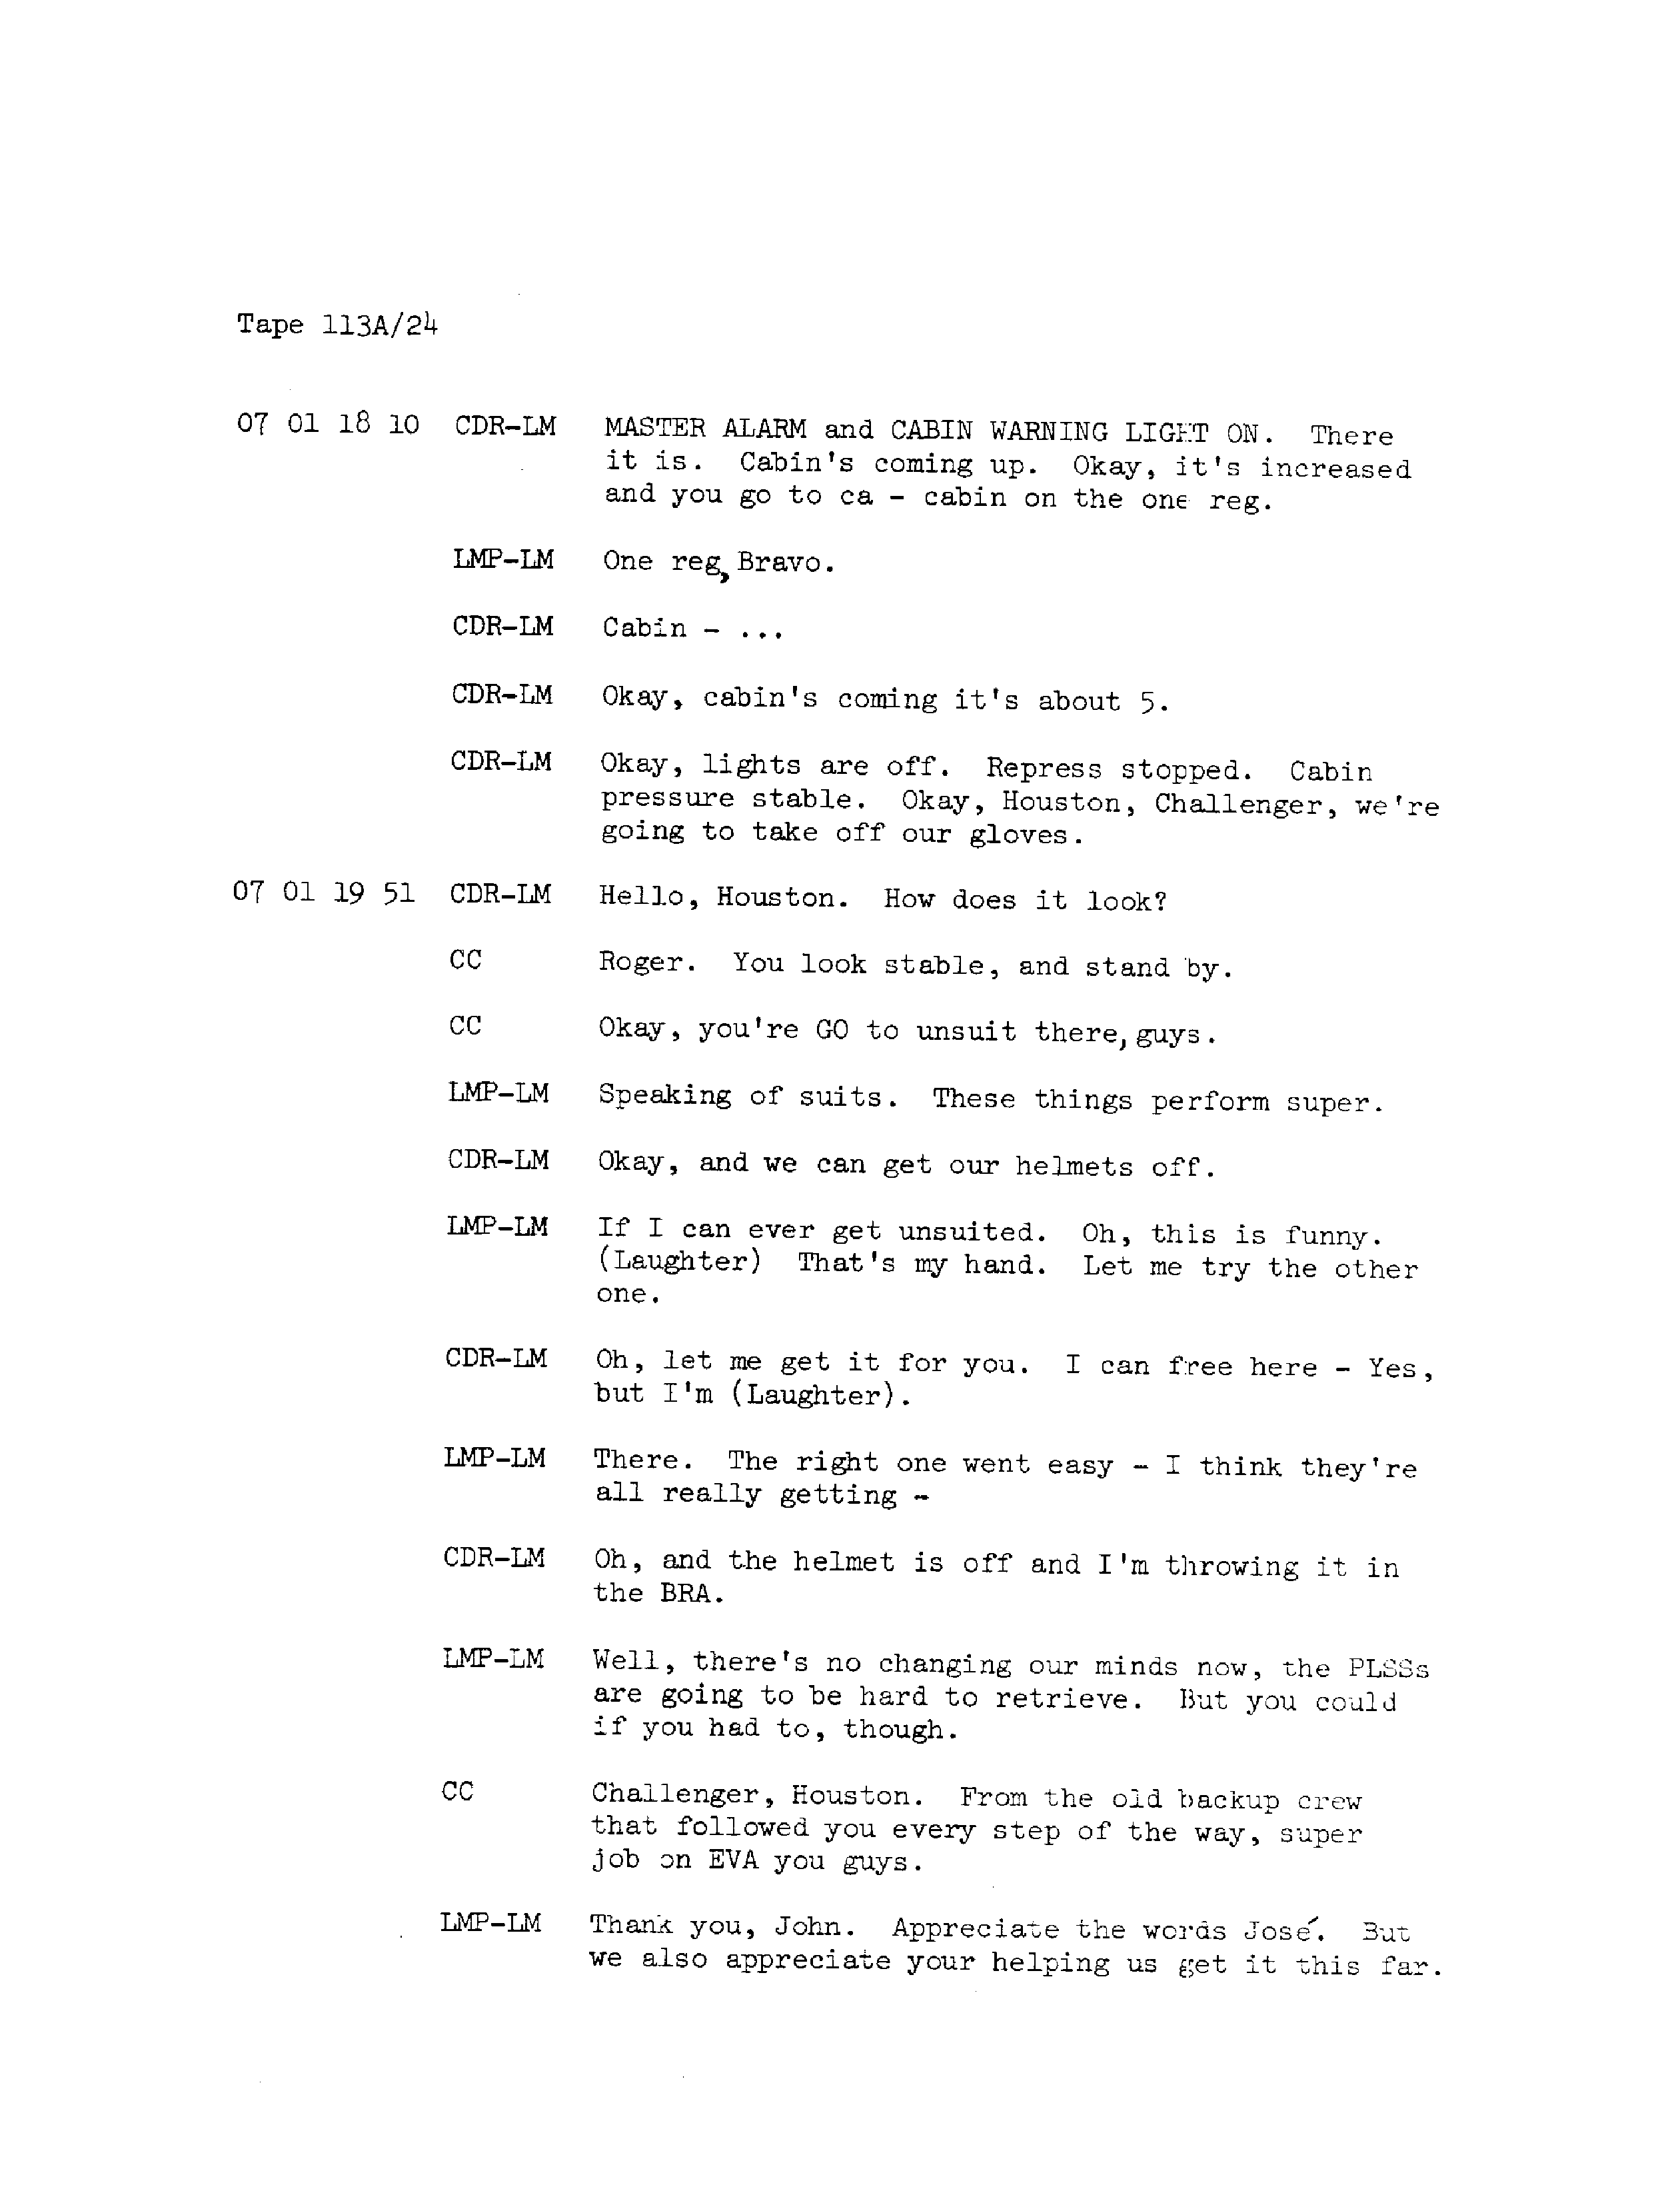 Tape 113A/24
07 01 18 10 CDR-LM MASTER ALARM and CABIN WARNING LIGHT ON. There
it is. Cabin's coming up. Okay, it's increased
and you go to ca - cabin on the one reg.
LMP-LM One reg, Bravo.
CDR-LM Cabin - ...
CDR-LM Okay, cabin's coming it's about 5.
CDR-LM Okay, lights are off. Repress stopped. Cabin
pressure stable. Okay, Houston, Challenger, we're
going to take off our gloves.
07 01 19 51 CDR-LM Hello, Houston. How does it look?
CC Roger. You look stable, and stand by.
CC Okay, you're GO to unsuit there, guys.
LMP-LM Speaking of suits. These things perform super.
CDR-LM Okay, and we can get our helmets off.
LMP-LM If I can ever get unsuited. Oh, this is funny.
(Laughter) That's my hand. Let me try the other
one.
CDR-LM Oh, let me get it for you. I can free here - Yes,
but I'm (Laughter).
LMP-LM There. The right one went easy - I think they're
all really getting -
CDR-LM Oh, and the helmet is off and I'm throwing it in
the BRA.
LMP-LM Well, there's no changing our minds now, the PLSSs
are going to be hard to retrieve. But you could
if you had to, though.
CC Challenger, Houston. From the old backup crew
that followed you every step of the way, super
job on EVA you guys.
LMP-LM Thank you, John. Appreciate the words José. But
we also appreciate your helping us get it this far.